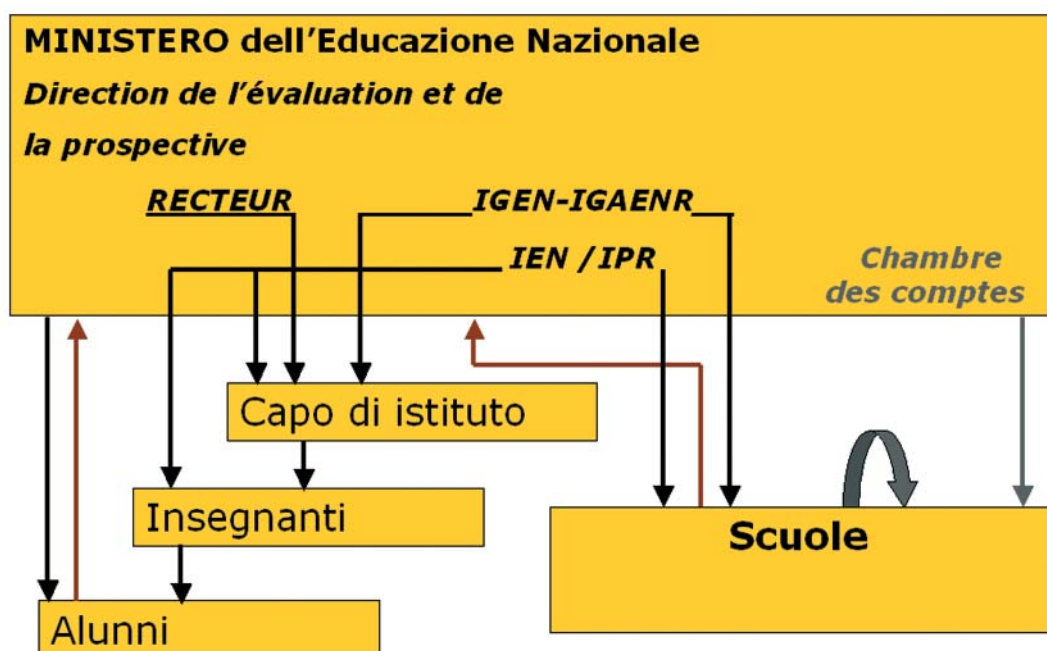 MINISTERO dell'Educazione Nazionale
Direction de l'évaluation et de
la prospective
RECTEUR
IGEN-IGAENR
IEN / IPR
Chambre
des comptes
Capo di istituto
Insegnanti
Scuole
Alunni